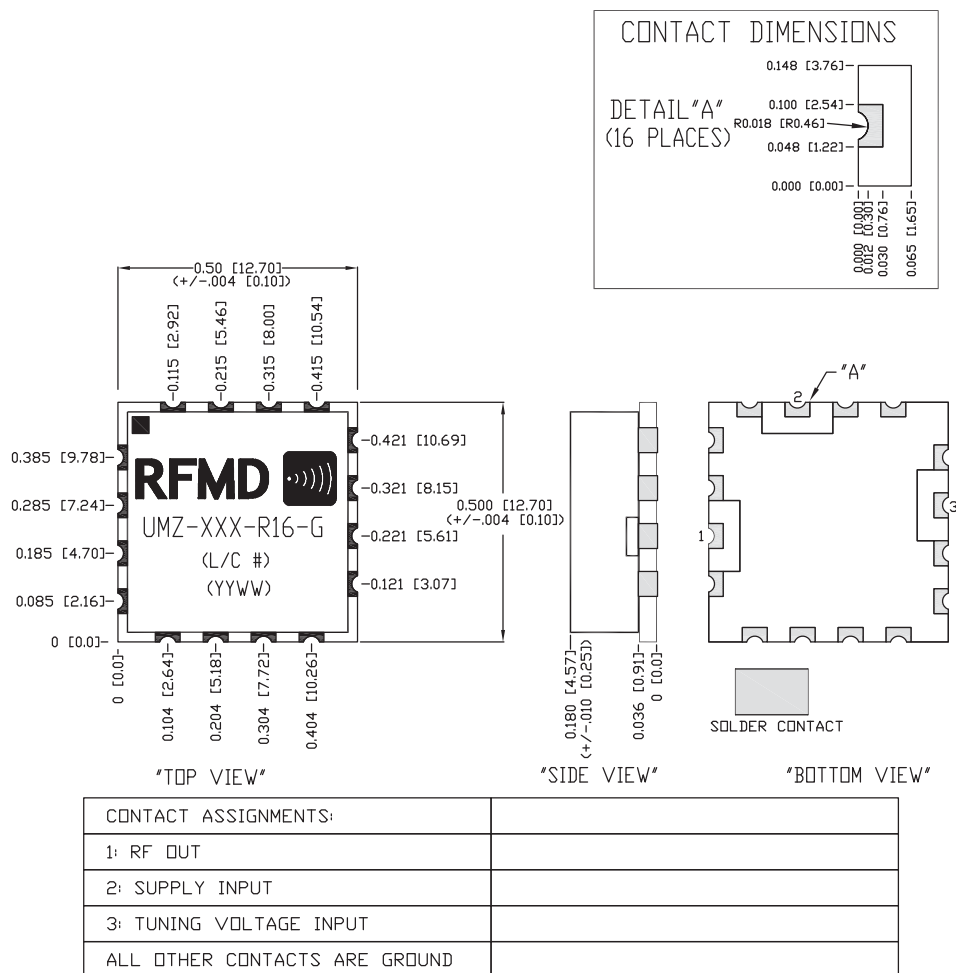 CONTACT DIMENSIONS
0.148 [3.76]
DETAIL"A"
(16 PLACES)
0.100 [2.54]
R0.018 [R0.46]
0.048 [1.22]
0.000 [0.00]
0.000 [0.00]
0.012 [0.30]
0.030 [0.76]
0.065 [1.65]
0.50 [12.70]
(+/-.004 [0.10])
0.115 [2.92]
0.215 [5.46]
0.315 [8.00]
0.415 [10.54]
0.385 [9.78]
0.285 [7.24]
0.185 [4.70]
0.085 [2.16]
0 [0.0]
RFMD
UMZ-XXX-R16-G
(L/C #)
(YYWW)
0.421 [10.69]
0.321 [8.15]
0.221 [5.61]
0.121 [3.07]
0.500 [12.70]
(+/-.004 [0.10])
0 [0.0]
0.104 [2.64]
0.204 [5.18]
0.304 [7.72]
0.404 [10.26]
"TOP VIEW"
0.180 [4.57]
(+/-.010 [0.25])
0.036 [0.91]
0 [0.0]
"SIDE VIEW"
"A"
2
1
3
SOLDER CONTACT
"BOTTOM VIEW"
CONTACT ASSIGNMENTS:
1: RF OUT
2: SUPPLY INPUT
3: TUNING VOLTAGE INPUT
ALL OTHER CONTACTS ARE GROUND